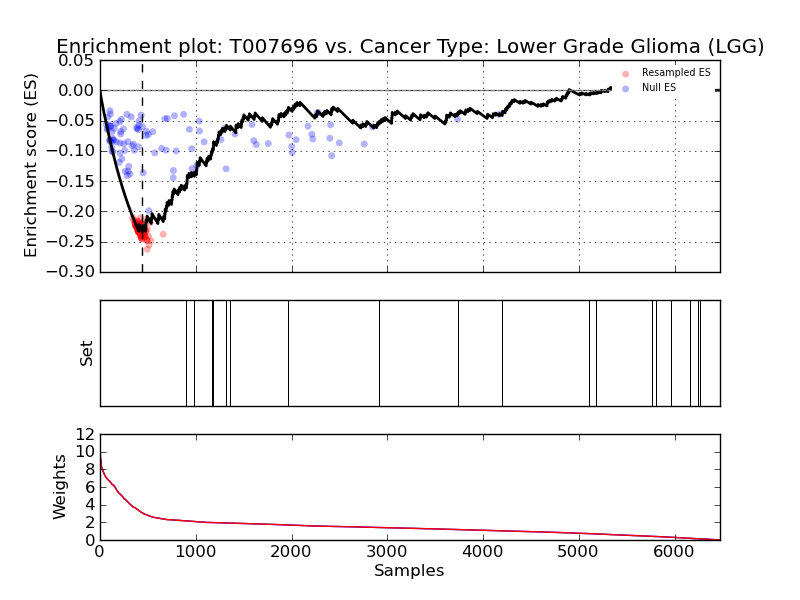 Enrichment plot: T007696 vs. Cancer Type: Lower Grade Glioma (LGG)
Enrichment score (ES)
0.05
0.00
−0.05
−0.10
−0.15
−0.20
−0.25
−0.30
Resampled ES
Null ES
Set
Weights
12
10
8
6
4
2
0
0 1000 2000 3000 4000 5000 6000
Samples